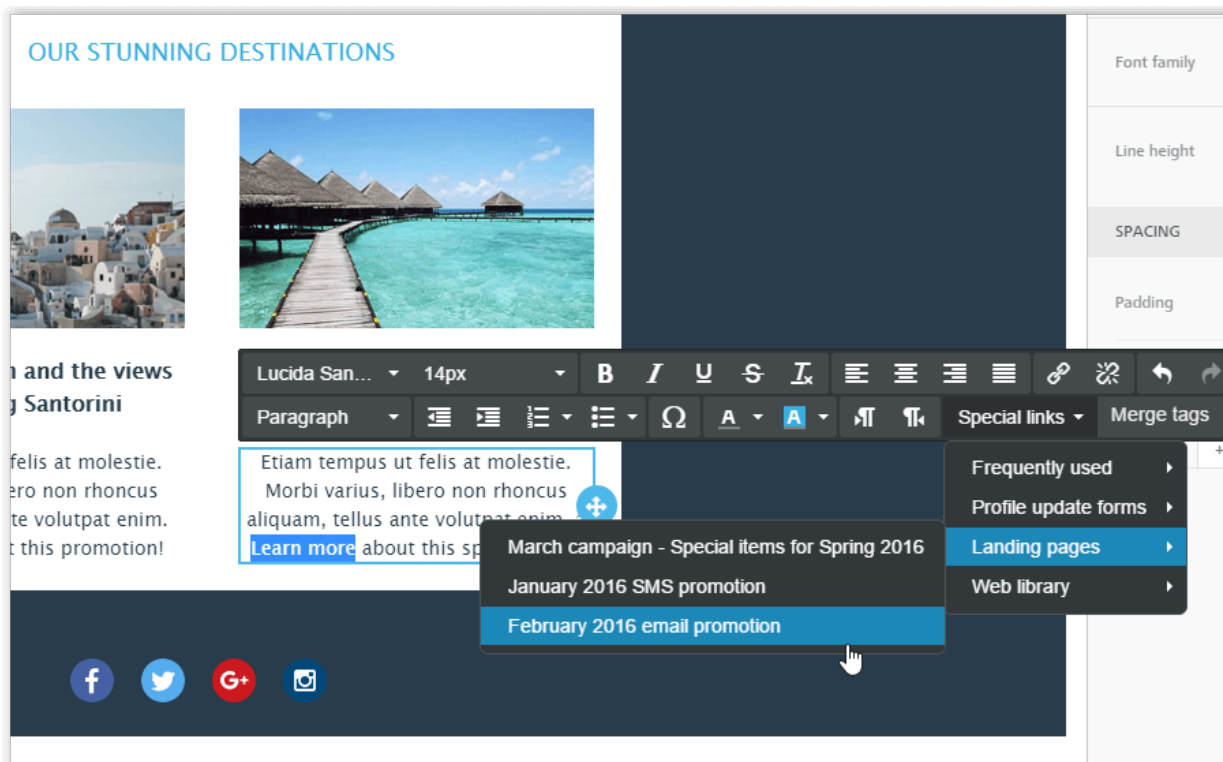 OUR STUNNING DESTINATIONS
Font family
Line height
SPACING
Padding
and the views
Santorini
Lucida San... 14px B I U S Ix
Paragraph Ω A A Special links Merge tags
felis at molestie.
ero non rhoncus
te volutpat enim.
t this promotion!
Etiam tempus ut felis at molestie.
Morbi varius, libero non rhoncus
aliquam, tellus ante volutpat enim.
Learn more about this sp
Frequently used
Profile update forms
Landing pages
Web library
March campaign - Special items for Spring 2016
January 2016 SMS promotion
February 2016 email promotion
f G+